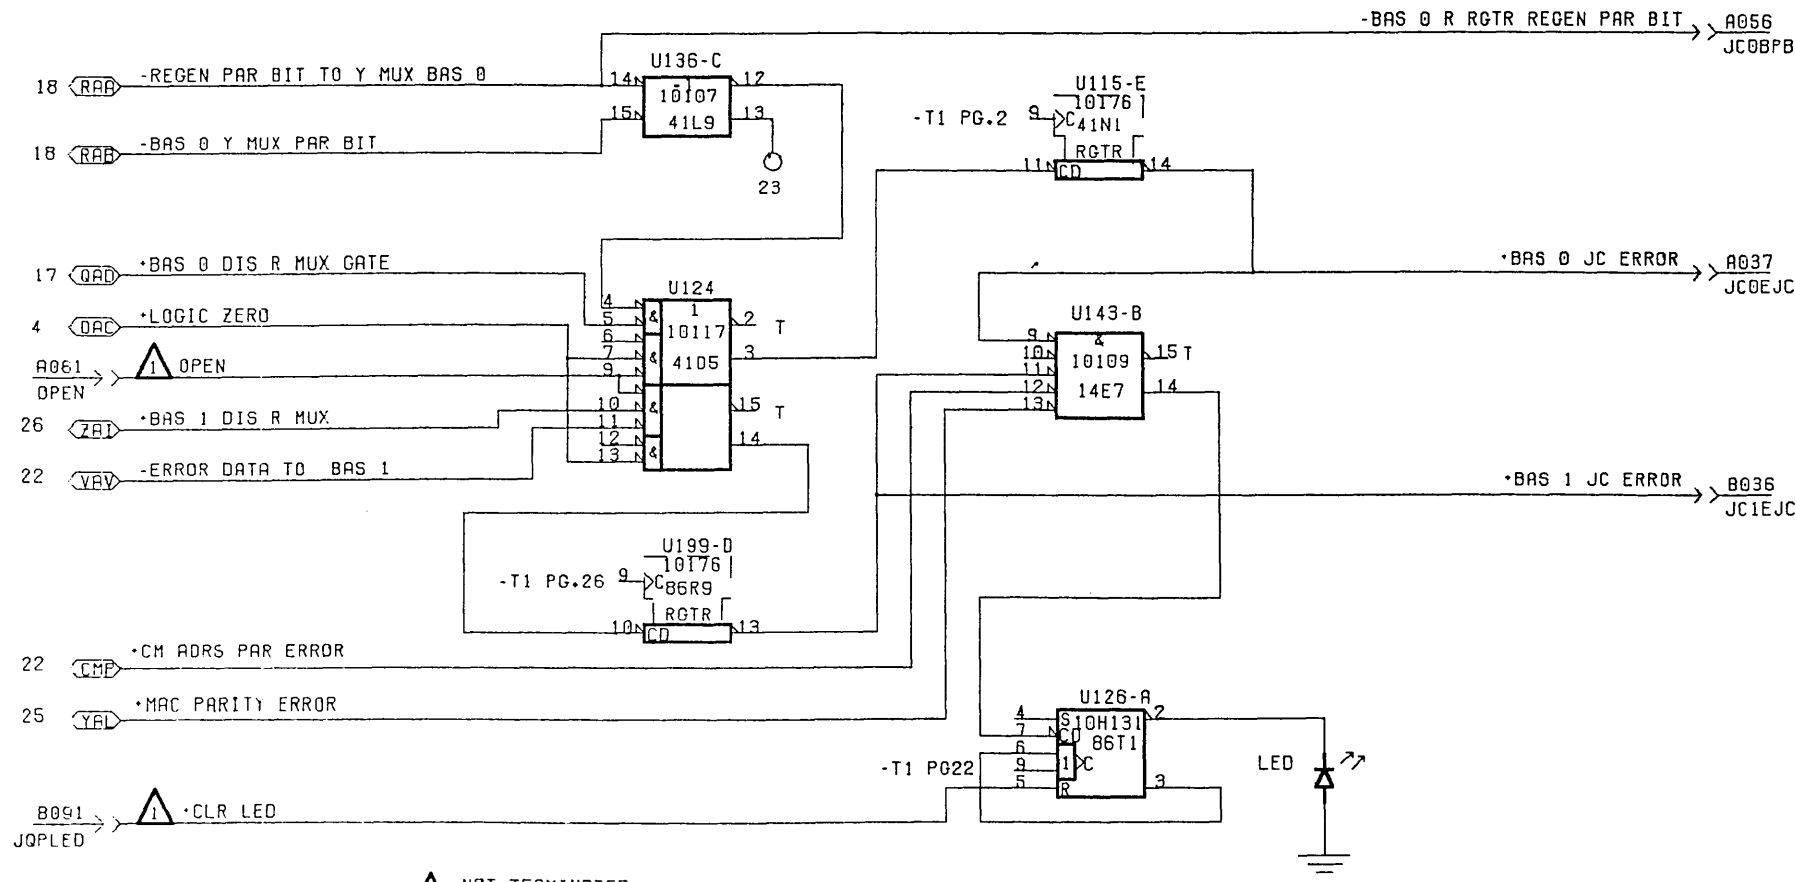 -BAS 0 R RGTR REGEN PAR BIT
A056
JC0BPB
18 RAA -REGEN PAR BIT TO Y MUX BAS 0
U136-C
14 1 12
10107
15 41L9 13
23
18 RAB -BAS 0 Y MUX PAR BIT
U115-E
10176
-T1 PG.2 9 C 41N1
RGTR
11 CD 14
17 QAD +BAS 0 DIS R MUX GATE
4 OAC +LOGIC ZERO
A061
OPEN
1 OPEN
26 ZAI +BAS 1 DIS R MUX
22 VAV -ERROR DATA TO BAS 1
U124
1
10117
41D5
4
5
6
7
9
10
11
12
13
&
&
&
&
2 T
3
15 T
14
+BAS 0 JC ERROR
A037
JC0EJC
U143-B
&
10109
14E7
9
10
11
12
13
15 T
14
+BAS 1 JC ERROR
B036
JC1EJC
U199-D
10176
-T1 PG.26 9 C 86R9
RGTR
10 CD 13
22 CMP +CM ADRS PAR ERROR
25 YAL +MAC PARITY ERROR
U126-A
4 S 10H131 2
7 CD 86T1
6
-T1 PG22 9 1 C
5 R 3
LED
B091
JQPLED
1 +CLR LED
NOT TERMINATED